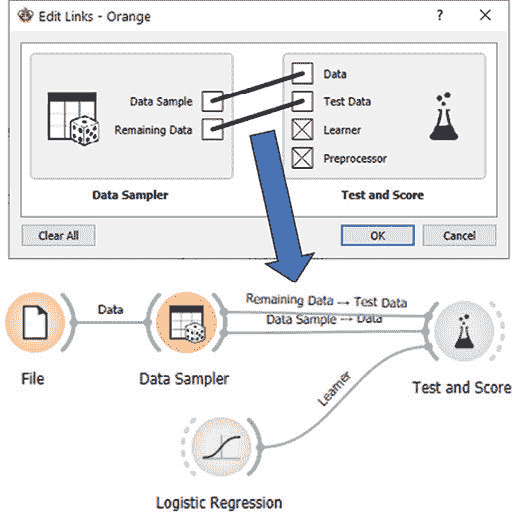 Edit Links - Orange
?
Data Sample
Remaining Data
Data Sampler
Data
Test Data
Learner
Preprocessor
Test and Score
Clear All
OK
Cancel
File
Data
Data Sampler
Remaining Data → Test Data
Data Sample → Data
Test and Score
Learner
Logistic Regression